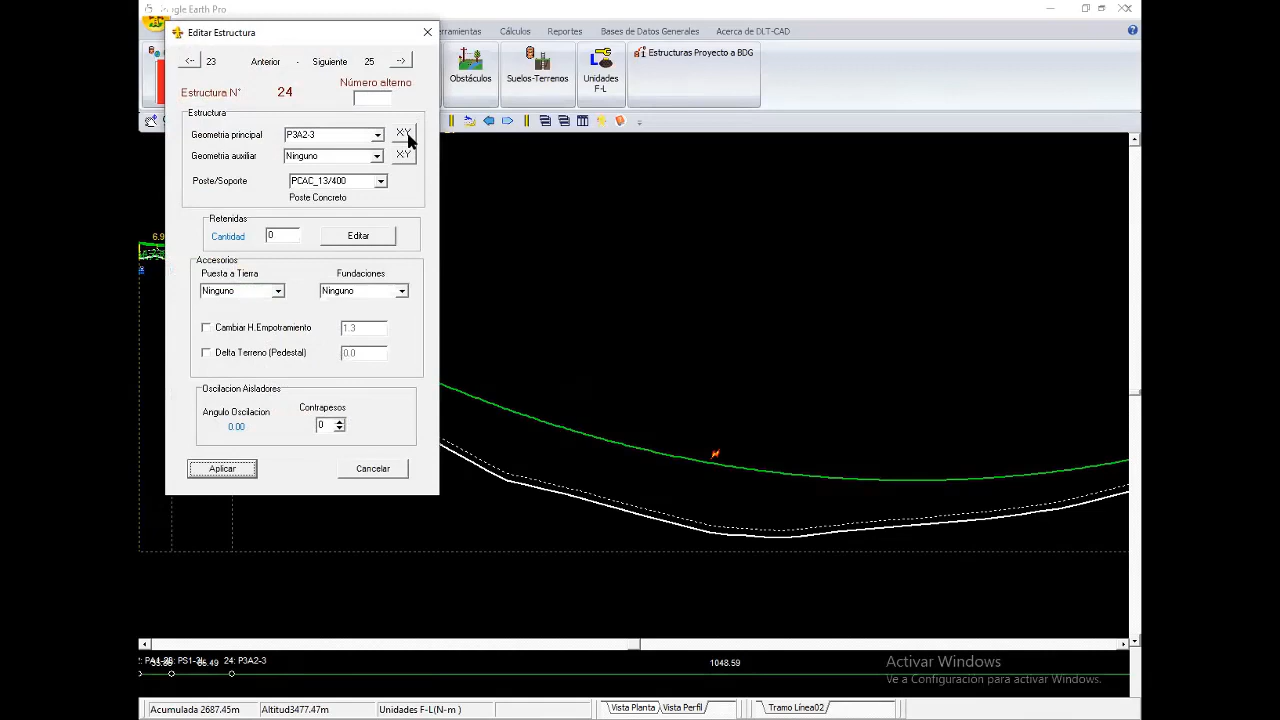 gle Earth Pro
Editar Estructura
rramientas Cálculos Reportes Bases de Datos Generales Acerca de DLT-CAD
<-- 23 Anterior - Siguiente 25 -->
Estructura N° 24
Número alterno
Estructura
Geometria principal P3A2-3 XY
Geometria auxiliar Ninguno XY
Poste/Soporte PCAC_13/400
Poste Concreto
Retenidas
Cantidad 0 Editar
Accesorios
Puesta a Tierra Fundaciones
Ninguno Ninguno
Cambiar H.Empotramiento 1.3
Delta Terreno (Pedestal) 0.0
Oscilacion Aisladores
Angulo Oscilacion Contrapesos
0.00 0
Aplicar Cancelar
Obstáculos Suelos-Terrenos Unidades F-L Estructuras Proyecto a BDG
6.9
24: P3A2-3
1048.59
Activar Windows
Ve a Configuración para activar Windows.
Acumulada 2687.45m Altitud3477.47m Unidades F-L(N-m ) Vista Planta Vista Perfil Tramo Línea02